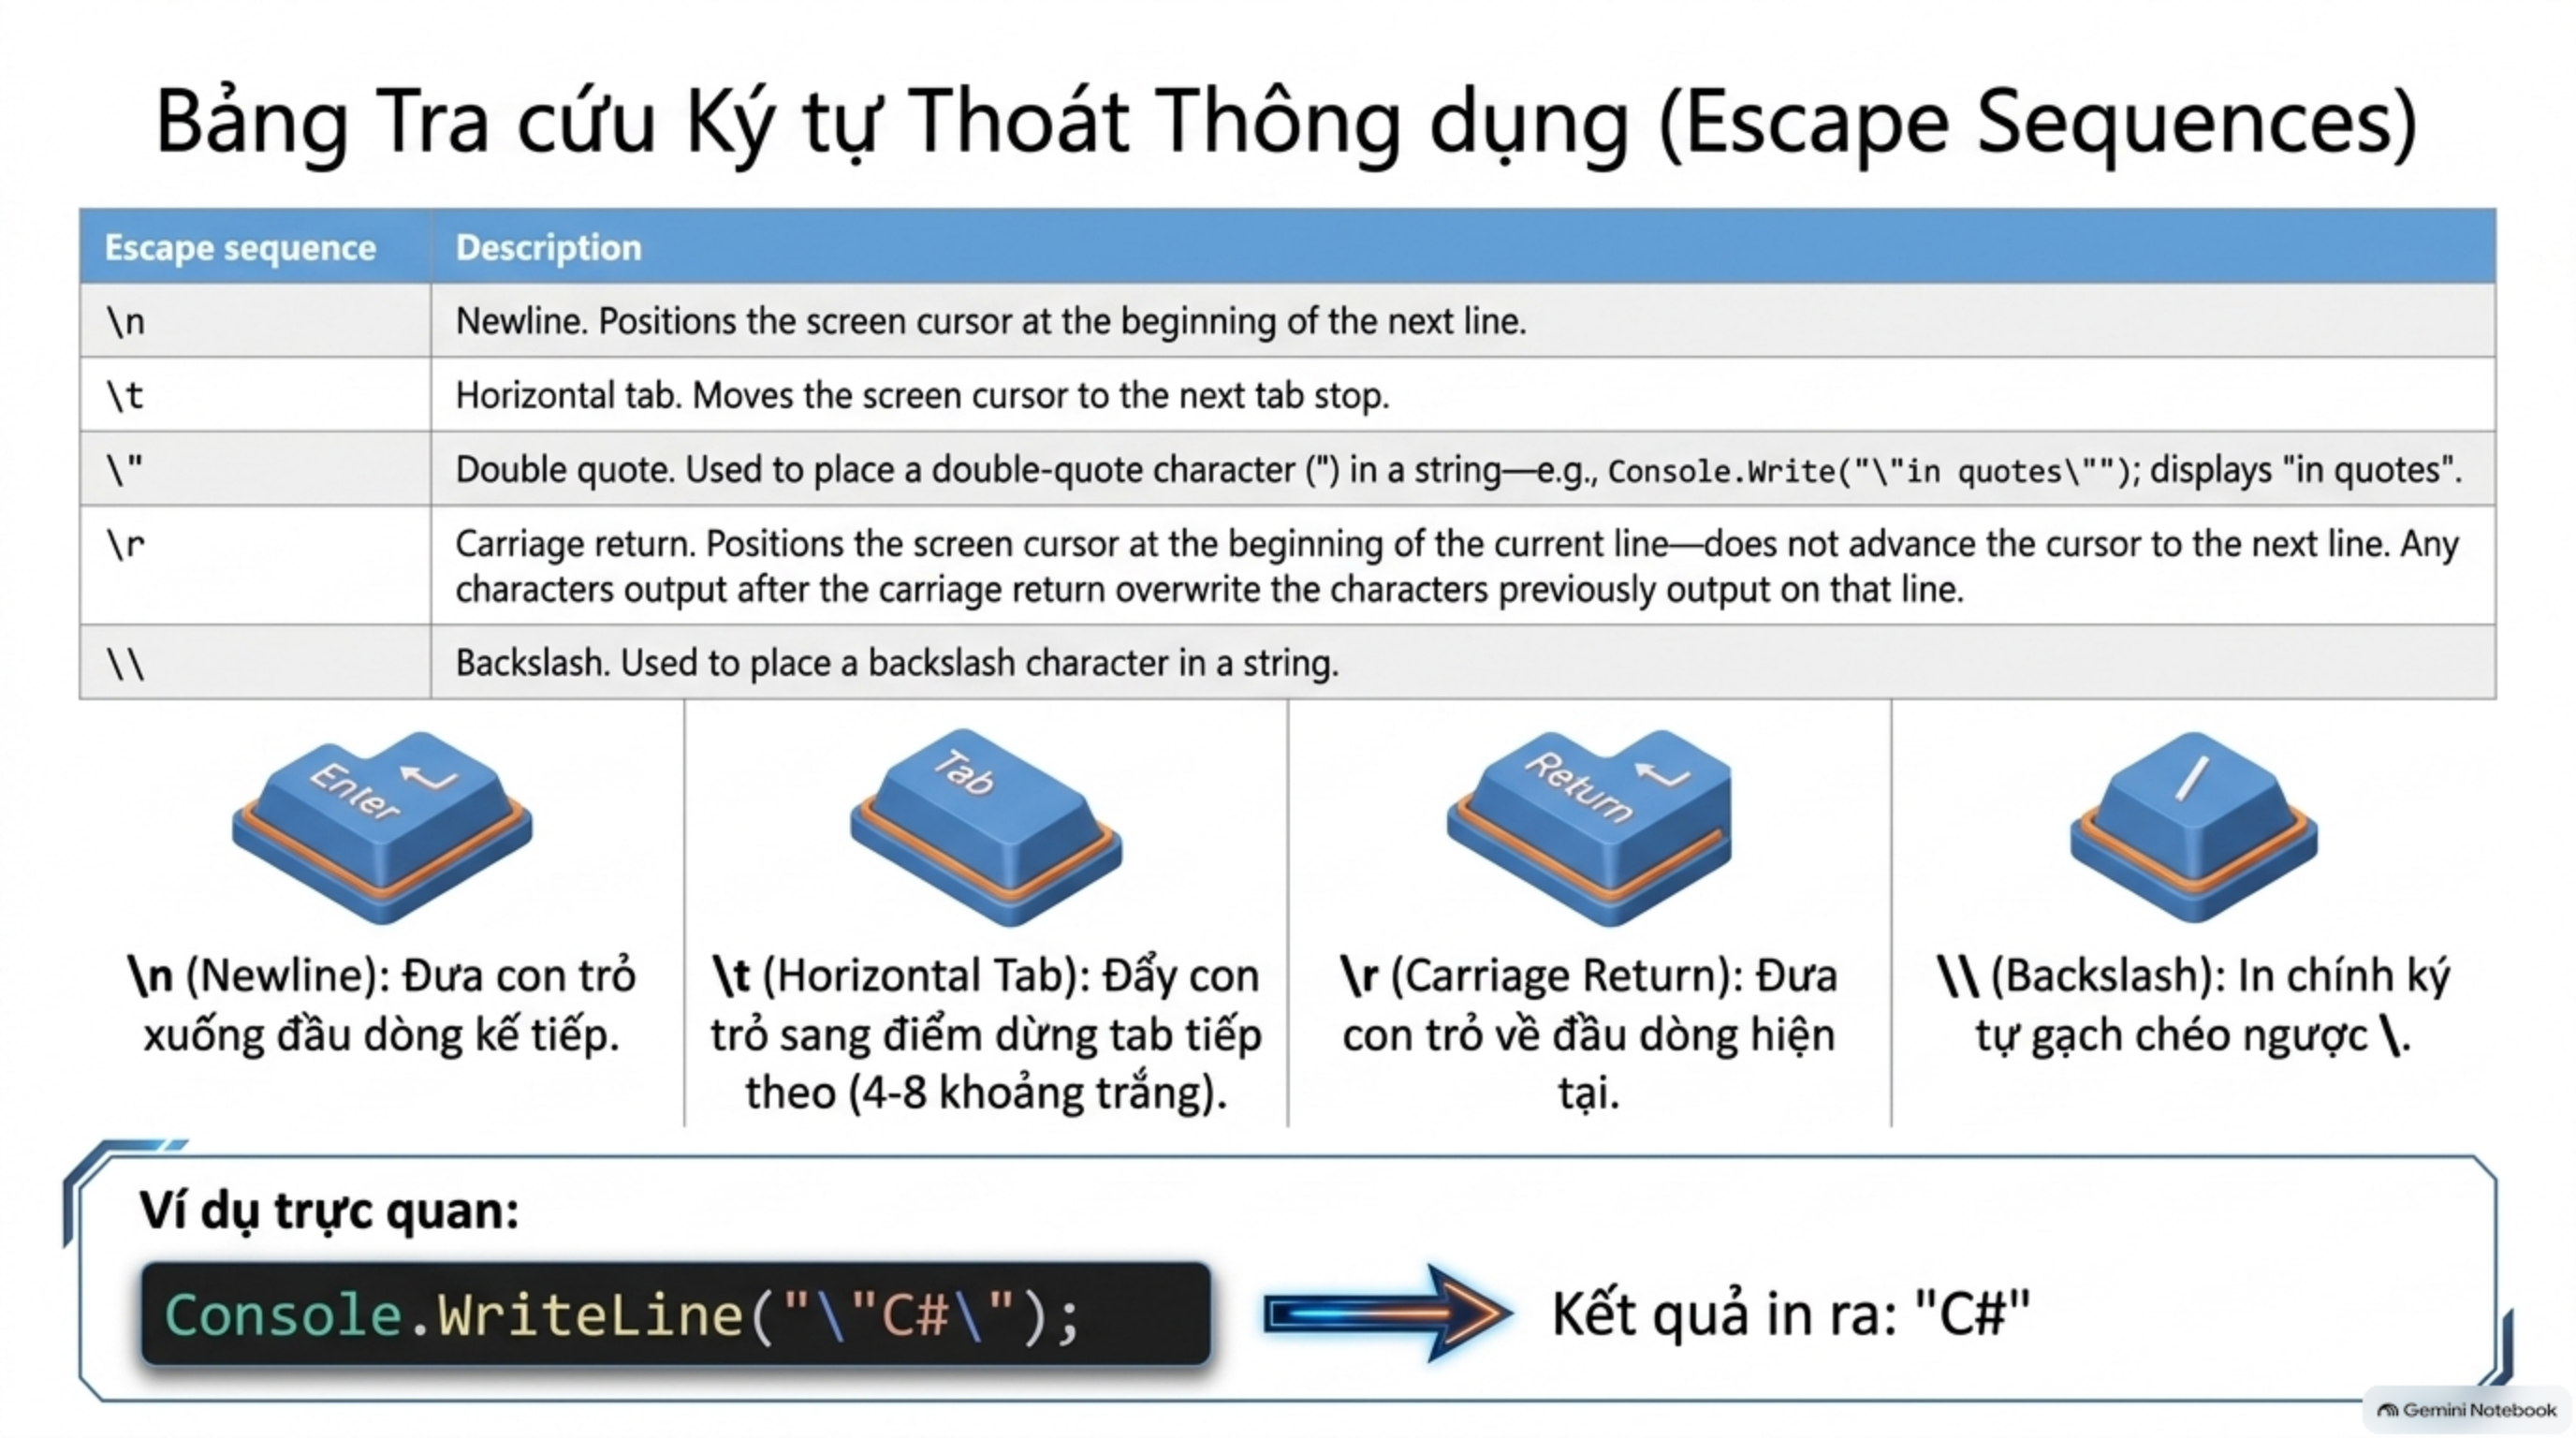 Bảng Tra cứu Ký tự Thoát Thông dụng (Escape Sequences)
Escape sequence Description
\n Newline. Positions the screen cursor at the beginning of the next line.
\t Horizontal tab. Moves the screen cursor to the next tab stop.
\" Double quote. Used to place a double-quote character (") in a string—e.g., Console.Write("\"in quotes\""); displays "in quotes".
\r Carriage return. Positions the screen cursor at the beginning of the current line—does not advance the cursor to the next line. Any
characters output after the carriage return overwrite the characters previously output on that line.
\\ Backslash. Used to place a backslash character in a string.
Enter
\n (Newline): Đưa con trỏ
xuống đầu dòng kế tiếp.
Tab
\t (Horizontal Tab): Đẩy con
trỏ sang điểm dừng tab tiếp
theo (4-8 khoảng trắng).
Return
\r (Carriage Return): Đưa
con trỏ về đầu dòng hiện
tại.
/
\\ (Backslash): In chính ký
tự gạch chéo ngược \.
Ví dụ trực quan:
Console.WriteLine("\"C#\");
Kết quả in ra: "C#"
Gemini Notebook